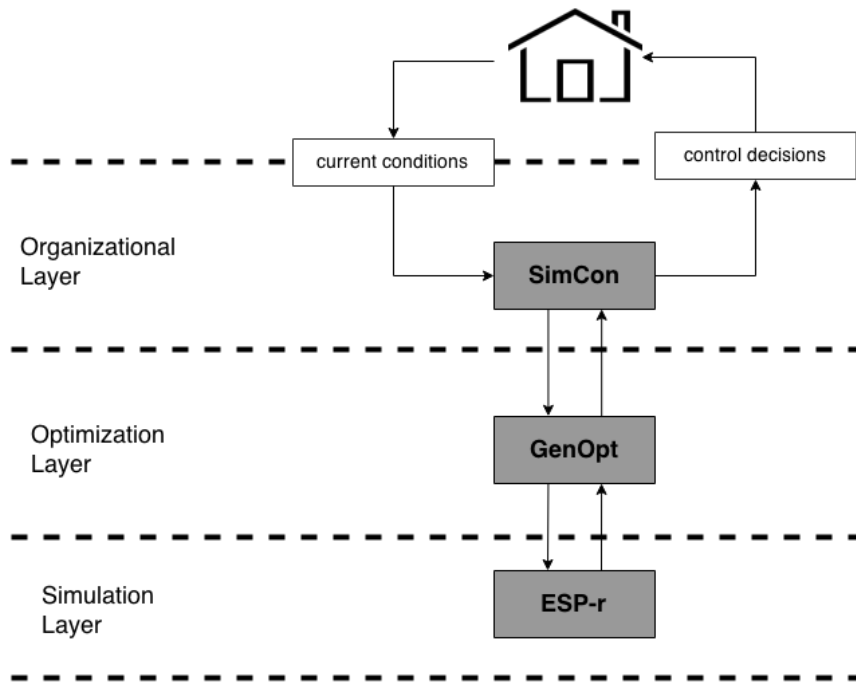 current conditions
control decisions
Organizational
Layer
SimCon
Optimization
Layer
GenOpt
Simulation
Layer
ESP-r